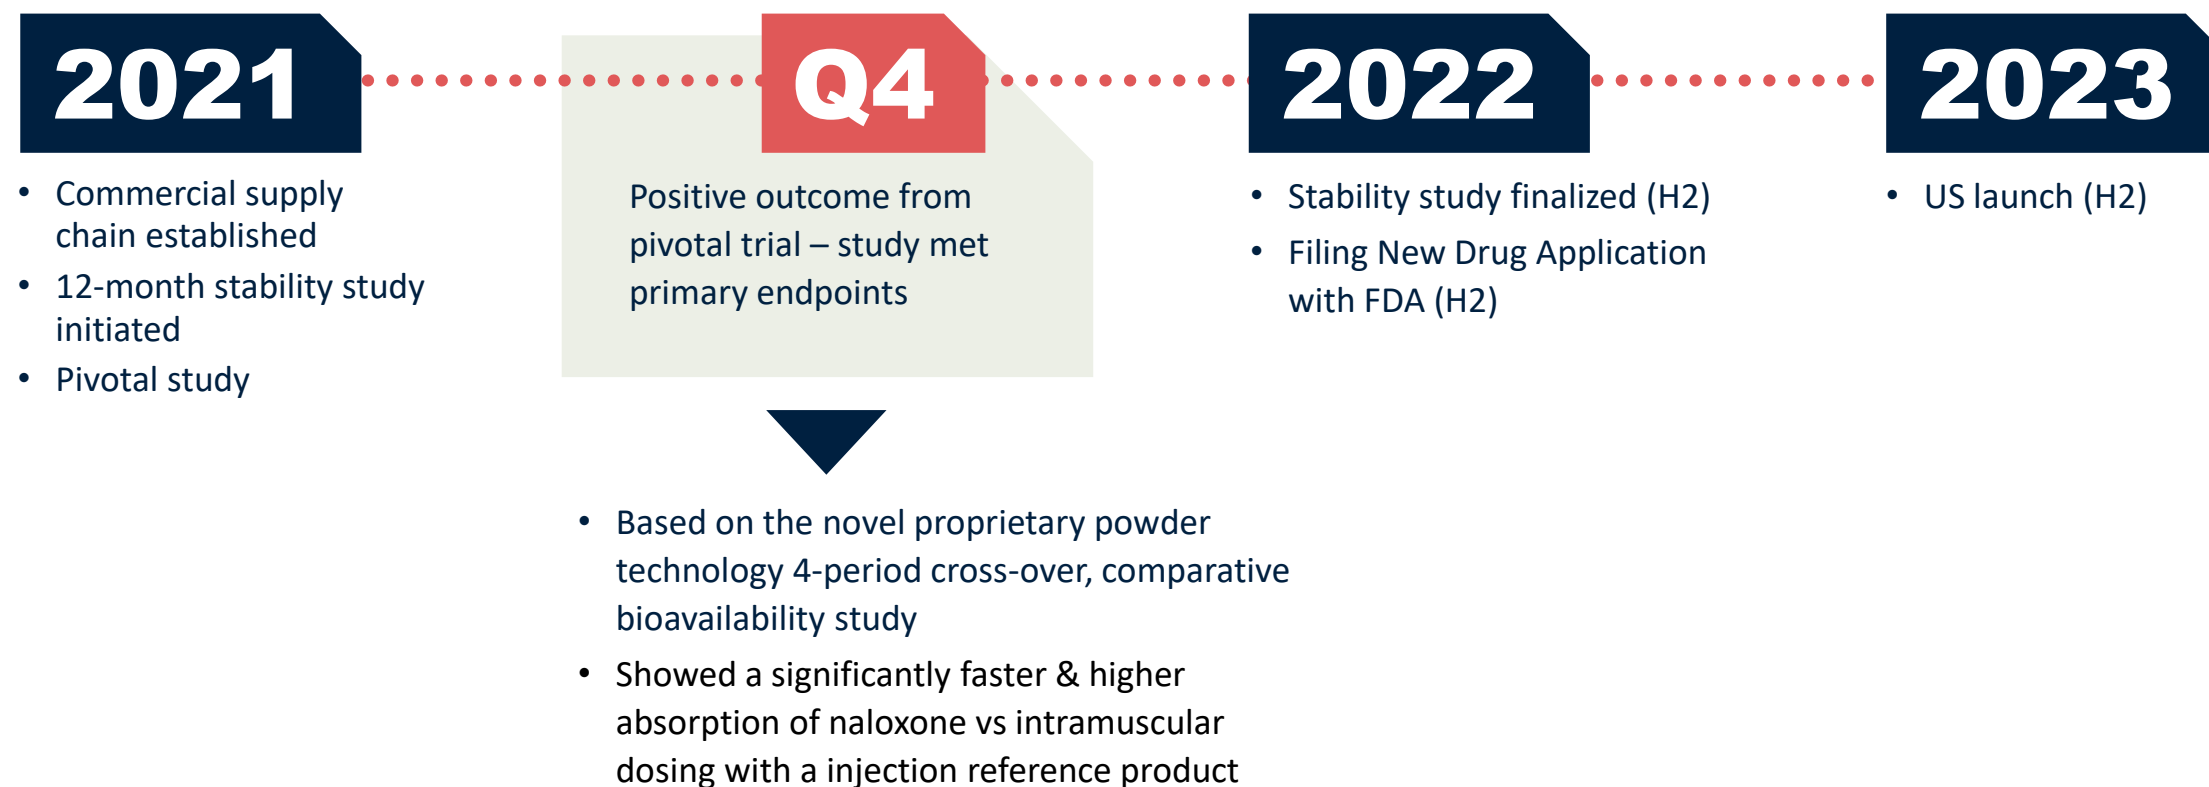 2021
• Commercial supply
chain established
• 12-month stability study
initiated
• Pivotal study
Q4
Positive outcome from
pivotal trial – study met
primary endpoints
• Based on the novel proprietary powder
technology 4-period cross-over, comparative
bioavailability study
• Showed a significantly faster & higher
absorption of naloxone vs intramuscular
dosing with a injection reference product
2022
• Stability study finalized (H2)
• Filing New Drug Application
with FDA (H2)
2023
• US launch (H2)